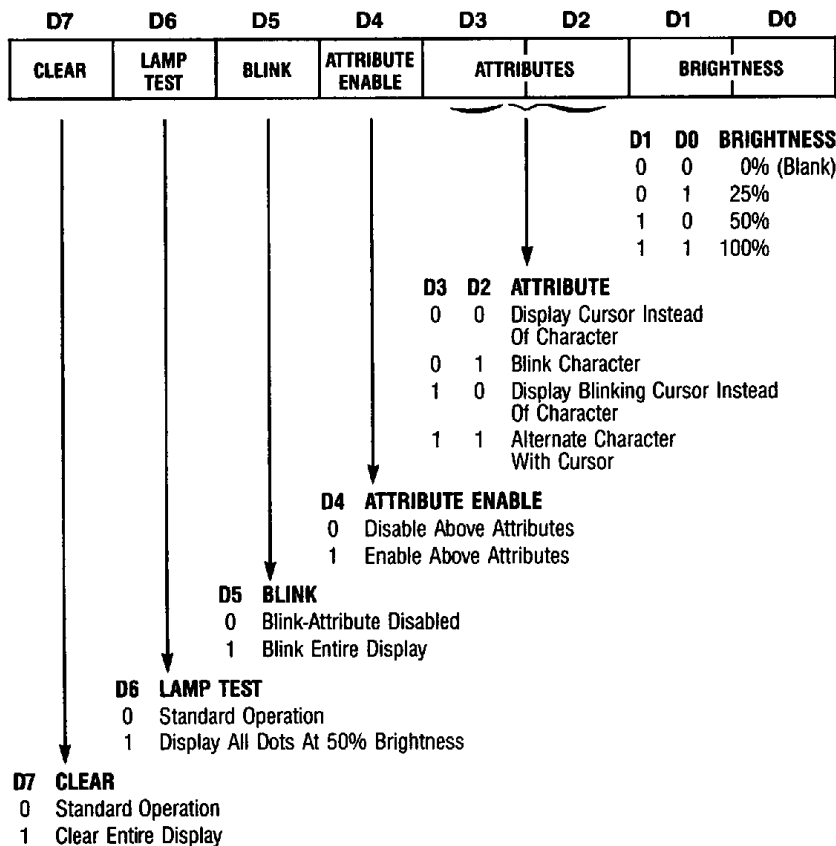 D7 D6 D5 D4 D3 D2 D1 D0
CLEAR LAMP TEST BLINK ATTRIBUTE ENABLE ATTRIBUTES BRIGHTNESS
D1 D0 BRIGHTNESS
0 0 0% (Blank)
0 1 25%
1 0 50%
1 1 100%
D3 D2 ATTRIBUTE
0 0 Display Cursor Instead
Of Character
0 1 Blink Character
1 0 Display Blinking Cursor Instead
Of Character
1 1 Alternate Character
With Cursor
D4 ATTRIBUTE ENABLE
0 Disable Above Attributes
1 Enable Above Attributes
D5 BLINK
0 Blink-Attribute Disabled
1 Blink Entire Display
D6 LAMP TEST
0 Standard Operation
1 Display All Dots At 50% Brightness
D7 CLEAR
0 Standard Operation
1 Clear Entire Display